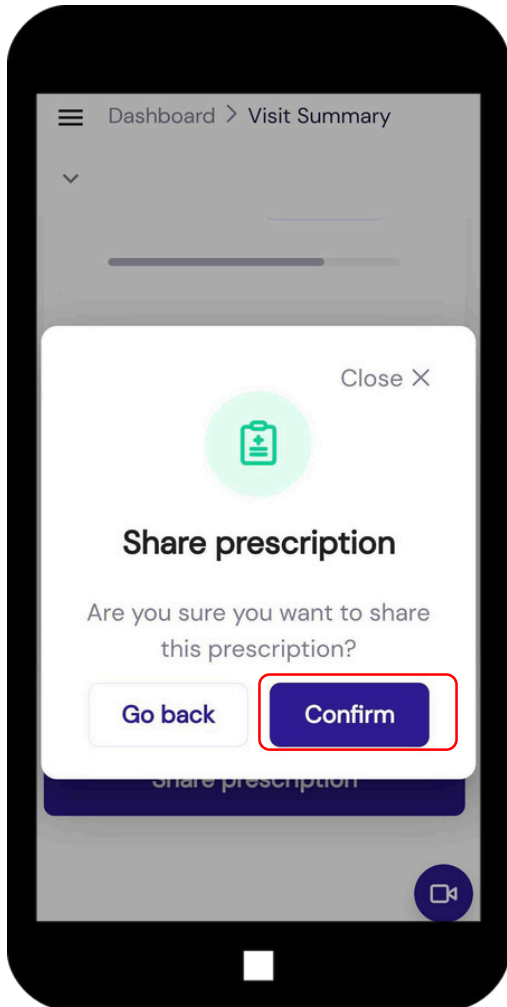 Dashboard > Visit Summary
Close ×
Share prescription
Are you sure you want to share
this prescription?
Go back
Confirm
Share prescription